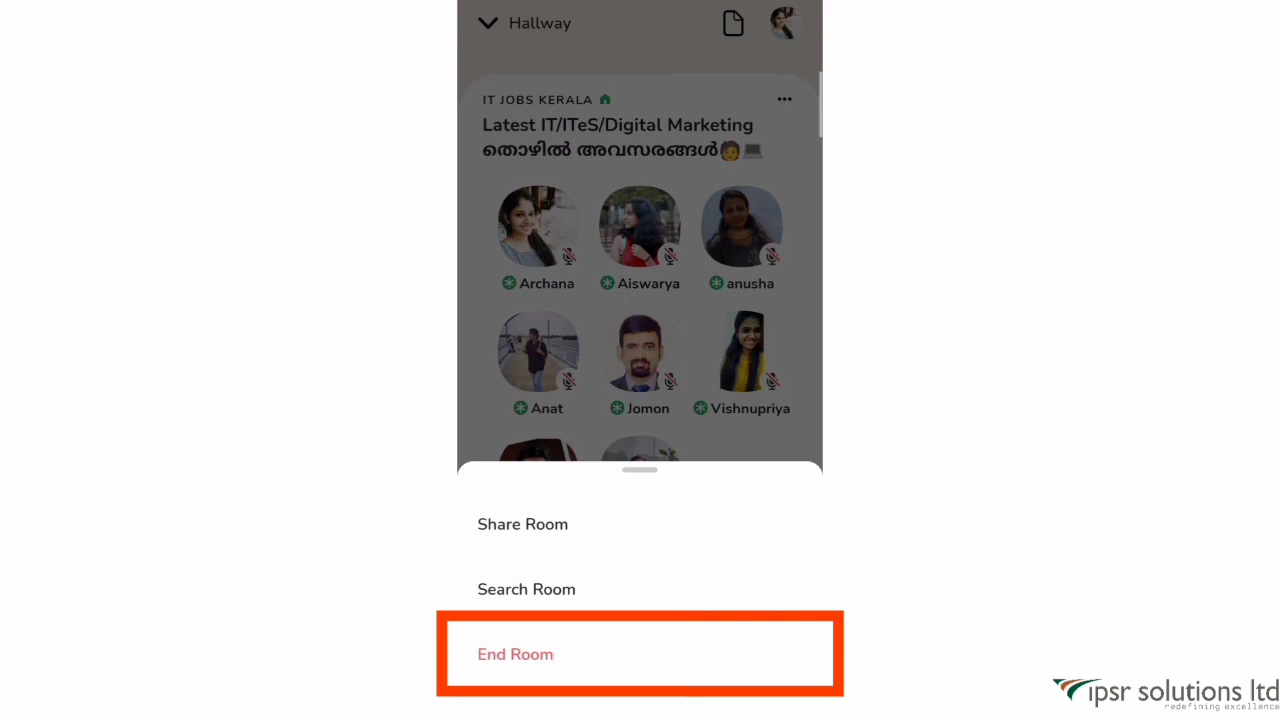 Hallway
IT JOBS KERALA
Latest IT/ITeS/Digital Marketing
തൊഴിൽ അവസരങ്ങൾ
Archana
Aiswarya
anusha
Anat
Jomon
Vishnupriya
Share Room
Search Room
End Room
ipsr solutions ltd
redefining excellence